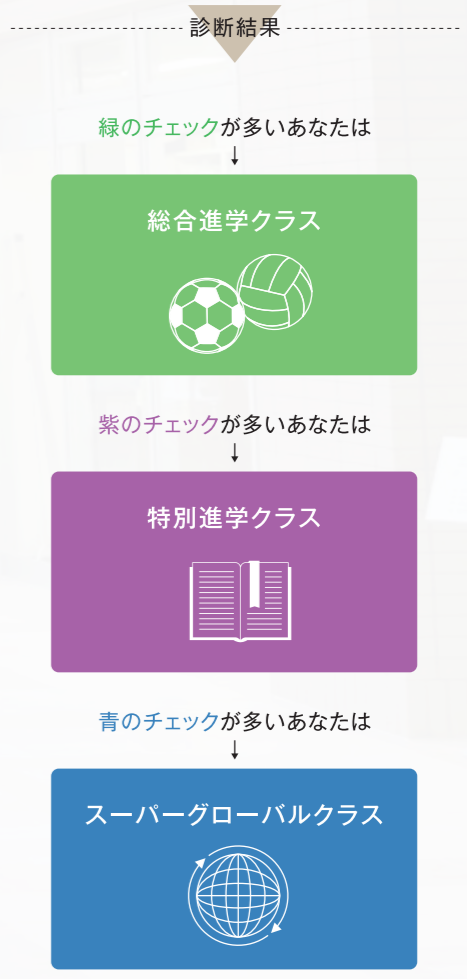 診断結果
緑のチェックが多いあなたは
↓
総合進学クラス
紫のチェックが多いあなたは
↓
特別進学クラス
青のチェックが多いあなたは
↓
スーパーグローバルクラス